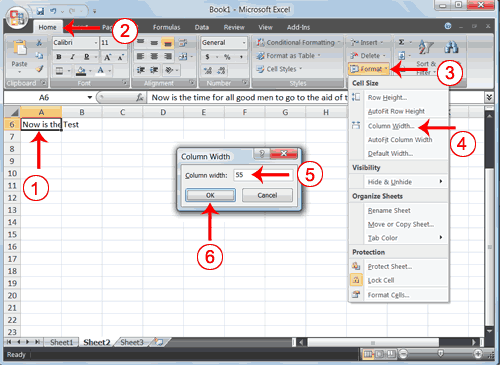 Book1 - Microsoft Excel
Home Formulas Data Review View Add-Ins
2
Calibri 11 General Conditional Formatting Insert Σ
Format as Table Delete
Cell Styles Format Sort & Filter
3
Clipboard Font Alignment Number Styles
A6 Now is the time for all good men to go to the aid of t
A B C D E
6 Now is the Test
7
8
9
10
11
12
13
14
15
16
17
18
19
20
21
22
23
1
Column Width
Column width: 55
5
OK Cancel
6
Cell Size
Row Height...
AutoFit Row Height
Column Width...
4
AutoFit Column Width
Default Width...
Visibility
Hide & Unhide
Organize Sheets
Rename Sheet
Move or Copy Sheet...
Tab Color
Protection
Protect Sheet...
Lock Cell
Format Cells...
Sheet1 Sheet2 Sheet3
Ready